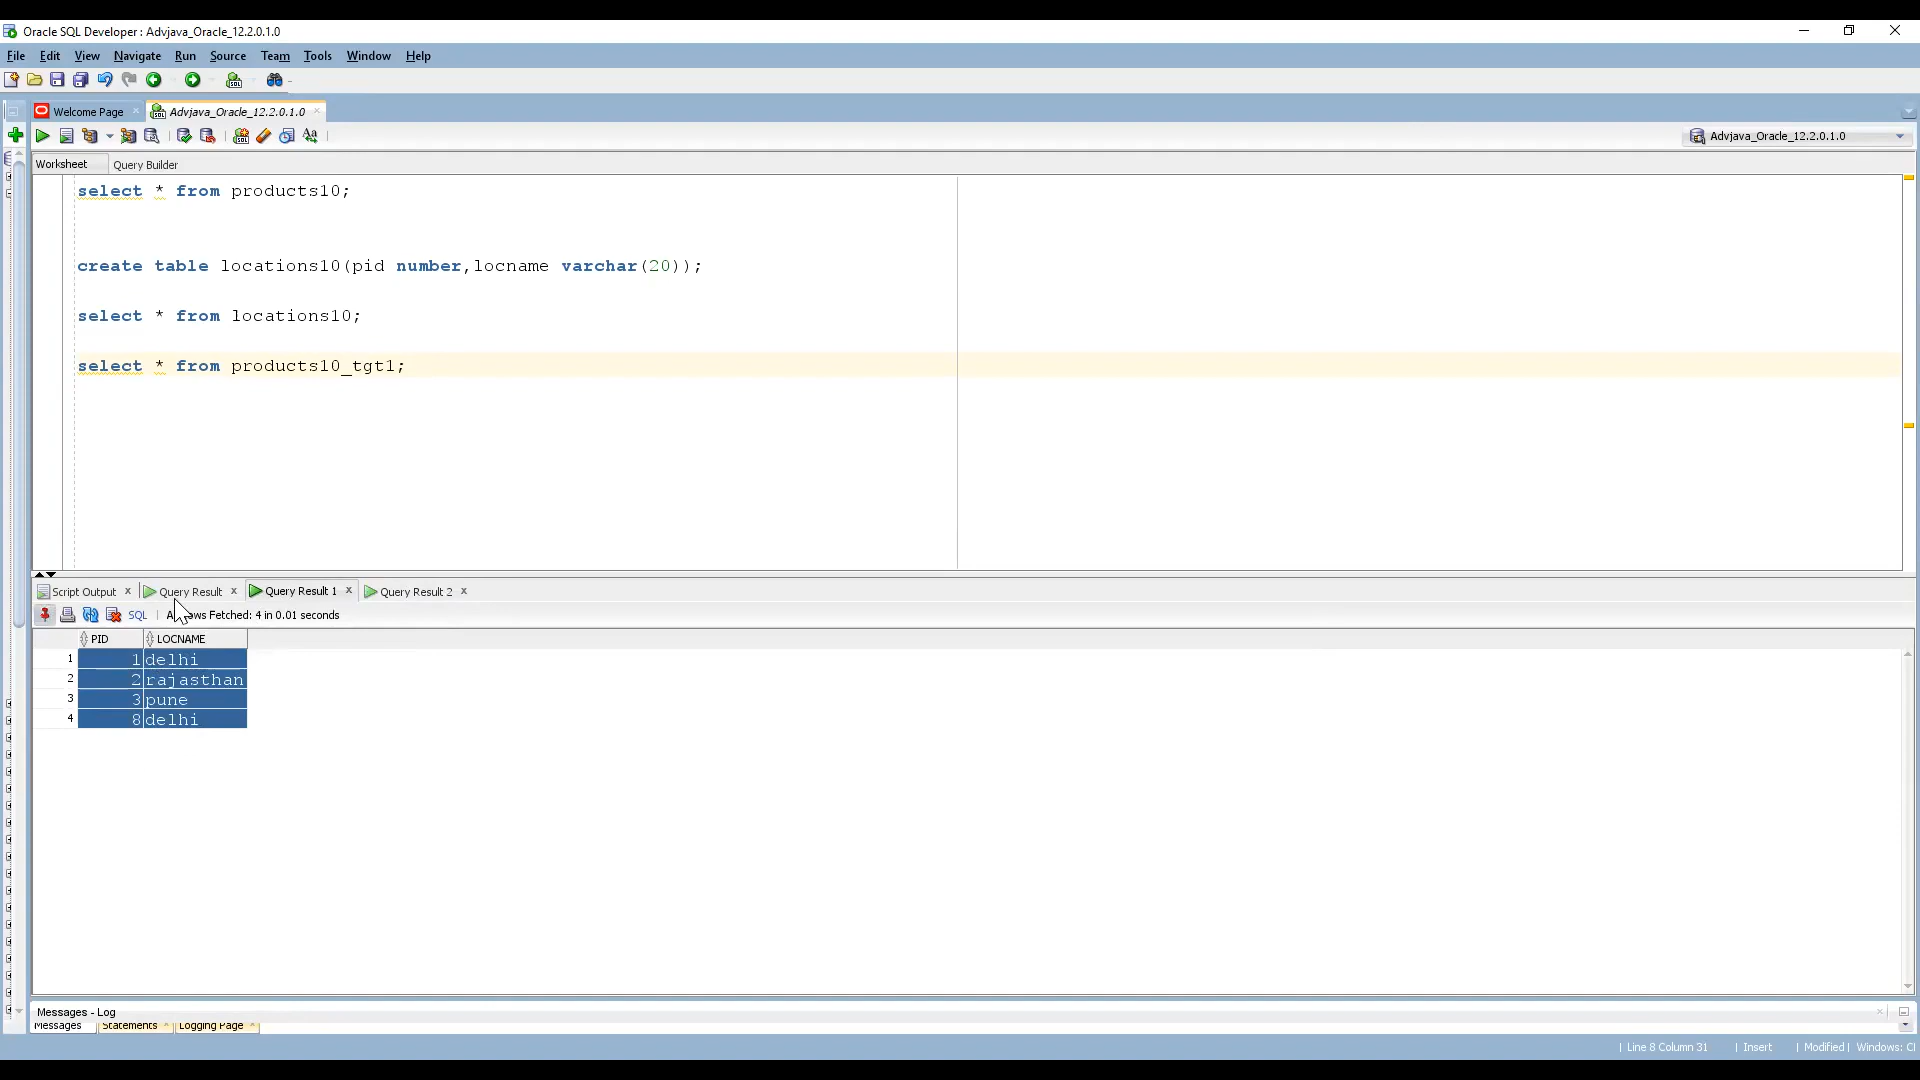 Oracle SQL Developer : Advjava_Oracle_12.2.0.1.0
File Edit View Navigate Run Source Team Tools Window Help
Welcome Page Advjava_Oracle_12.2.0.1.0
Aa
Advjava_Oracle_12.2.0.1.0
Worksheet Query Builder
select * from products10;
create table locations10(pid number,locname varchar(20));
select * from locations10;
select * from products10_tgt1;
Script Output Query Result Query Result 1 Query Result 2
SQL Fetched: 4 in 0.01 seconds
PID LOCNAME
1 1 delhi
2 2 rajasthan
3 3 pune
4 8 delhi
Messages - Log
Messages Statements Logging Page
Line 8 Column 31 Insert Modified Windows: